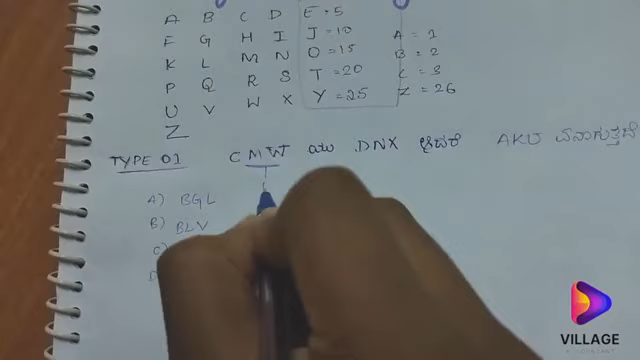 A B C D E = 5
F G H I J = 10 A = 1
K L M N O = 15 B = 2
P Q R S T = 20 C = 3
U V W X Y = 25 Z = 26
Z
TYPE 01 CMW ಯು DNX ಆದರೆ AKU ಏನಾಗುತ್ತದೆ
A) BGL
B) BLV
C)
D
VILLAGE